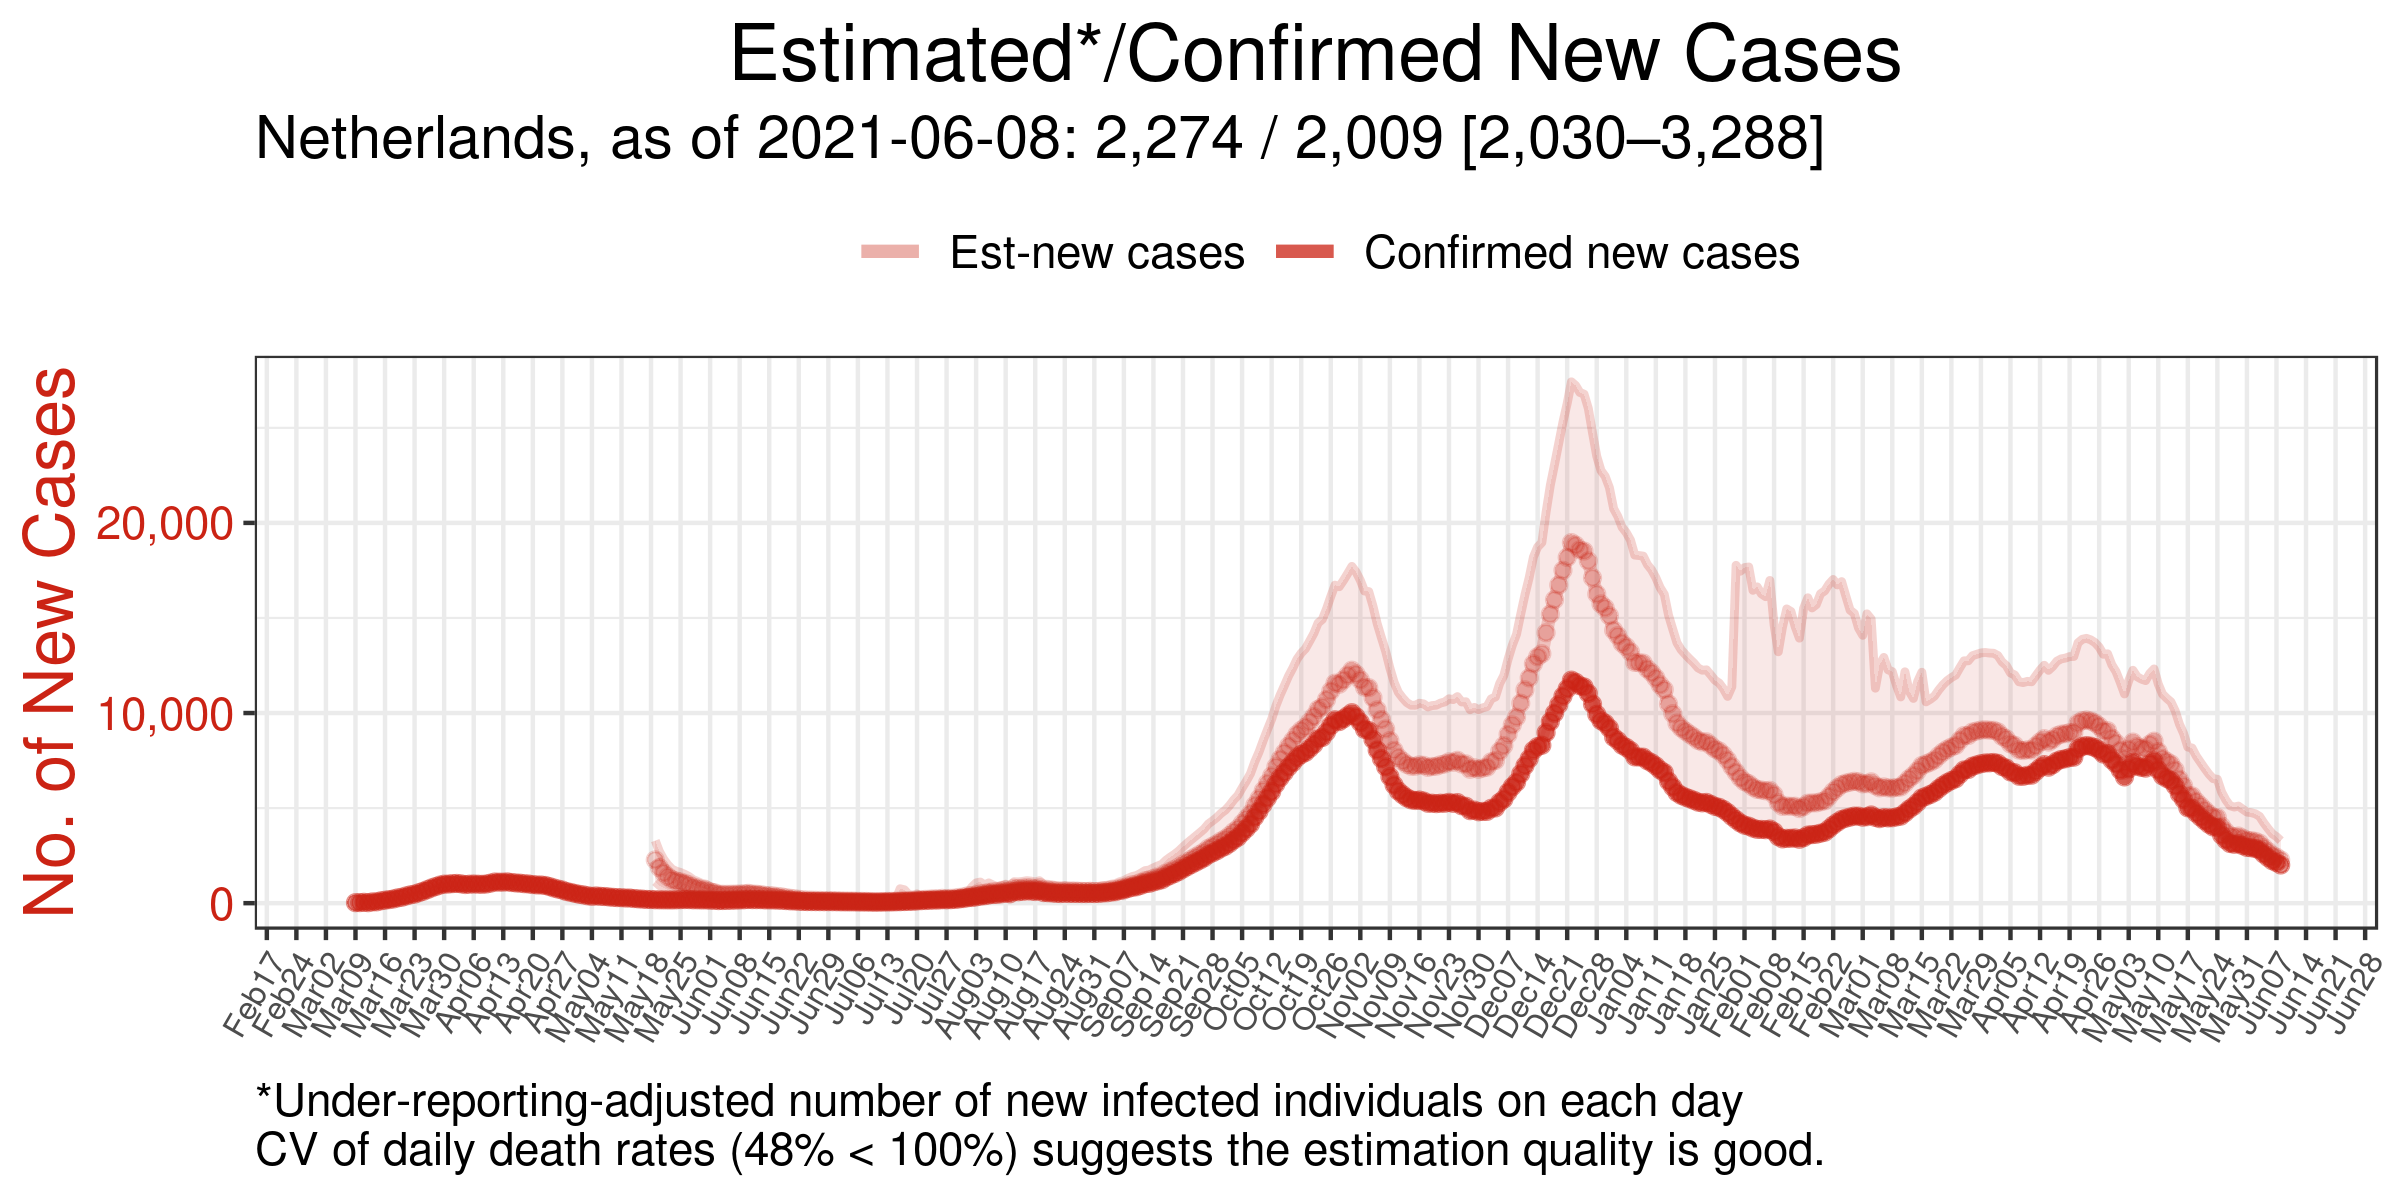 Estimated*/Confirmed New Cases
Netherlands, as of 2021-06-08: 2,274 / 2,009 [2,030–3,288]
Est-new cases
Confirmed new cases
No. of New Cases
20,000
10,000
0
Feb17
Feb24
Mar02
Mar09
Mar16
Mar23
Mar30
Apr06
Apr13
Apr20
Apr27
May04
May11
May18
May25
Jun01
Jun08
Jun15
Jun22
Jun29
Jul06
Jul13
Jul20
Jul27
Aug03
Aug10
Aug17
Aug24
Aug31
Sep07
Sep14
Sep21
Sep28
Oct05
Oct12
Oct19
Oct26
Nov02
Nov09
Nov16
Nov23
Nov30
Dec07
Dec14
Dec21
Dec28
Jan04
Jan11
Jan18
Jan25
Feb01
Feb08
Feb15
Feb22
Mar01
Mar08
Mar15
Mar22
Mar29
Apr05
Apr12
Apr19
Apr26
May03
May10
May17
May24
May31
Jun07
Jun14
Jun21
Jun28
*Under-reporting-adjusted number of new infected individuals on each day
CV of daily death rates (48% < 100%) suggests the estimation quality is good.